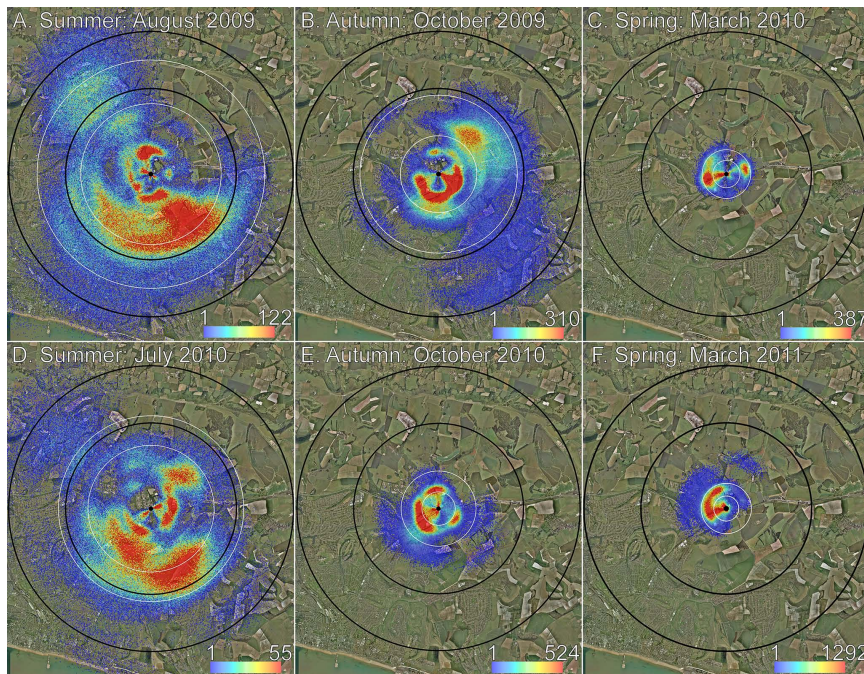 A. Summer: August 2009
B. Autumn: October 2009
C. Spring: March 2010
1 122
1 310
1 387
D. Summer: July 2010
E. Autumn: October 2010
F. Spring: March 2011
1 55
1 524
1 1292